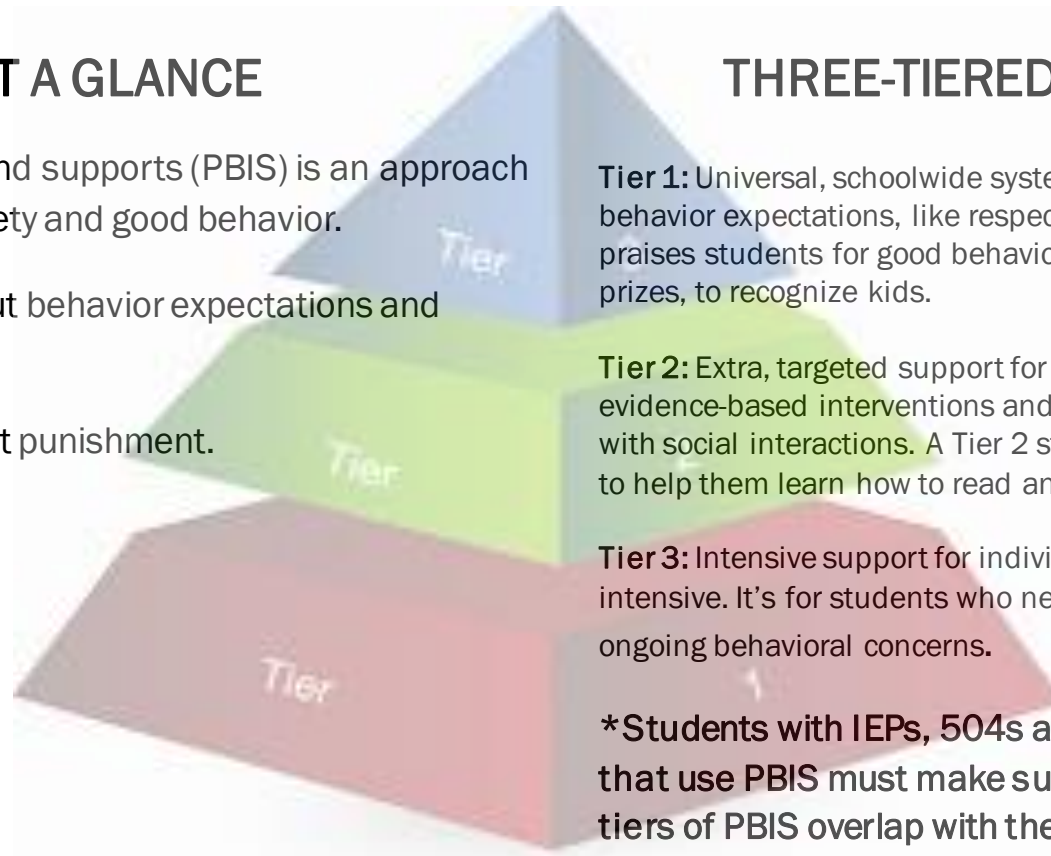 T A GLANCE
nd supports (PBIS) is an approach
ety and good behavior.
ut behavior expectations and
t punishment.
THREE-TIERED
Tier 1: Universal, schoolwide syste
behavior expectations, like respec
praises students for good behavio
prizes, to recognize kids.
Tier 2: Extra, targeted support for
evidence-based interventions and
with social interactions. A Tier 2 s
to help them learn how to read an
Tier 3: Intensive support for indivi
intensive. It’s for students who ne
ongoing behavioral concerns.
*Students with IEPs, 504s a
that use PBIS must make su
tiers of PBIS overlap with the
Tier
Tier
Tier 1